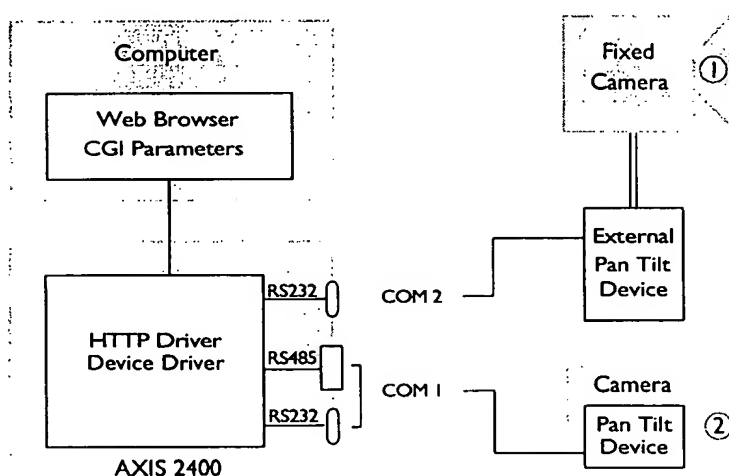 Computer
Web Browser
CGI Parameters
HTTP Driver
Device Driver
AXIS 2400
RS232
RS485
RS232
COM 2
COM 1
Fixed
Camera
①
External
Pan Tilt
Device
Camera
Pan Tilt
Device
②